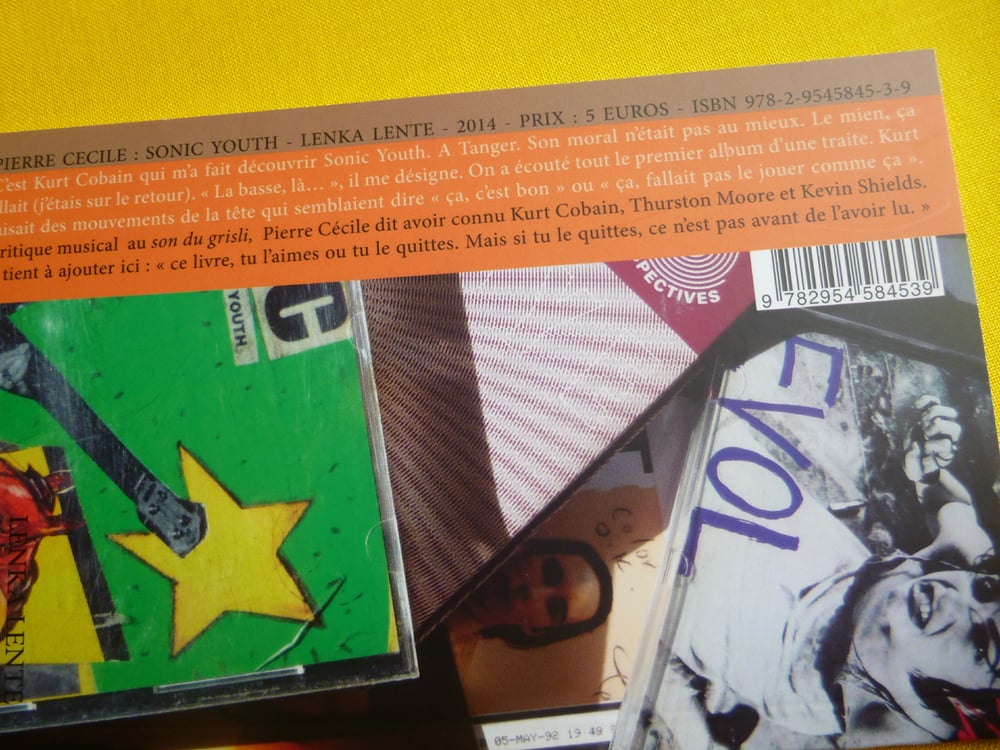 PIERRE CECILE : SONIC YOUTH - LENKA LENTE - 2014 - PRIX : 5 EUROS - ISBN 978-2-9545845-3-9
C'est Kurt Cobain qui m'a fait découvrir Sonic Youth. A Tanger. Son moral n'était pas au mieux. Le mien, ça
allait (j'étais sur le retour). « La basse, là… », il me désigne. On a écouté tout le premier album d'une traite. Kurt
faisait des mouvements de la tête qui semblaient dire « ça, c'est bon » ou « ça, fallait pas le jouer comme ça ».
critique musical au son du grisli, Pierre Cécile dit avoir connu Kurt Cobain, Thurston Moore et Kevin Shields.
tient à ajouter ici : « ce livre, tu l'aimes ou tu le quittes. Mais si tu le quittes, ce n'est pas avant de l'avoir lu. »
9 782954 584539
PECTIVES
YOUTH.
C
EVOL
LENKA LENTE
05-MAY-92 19 49